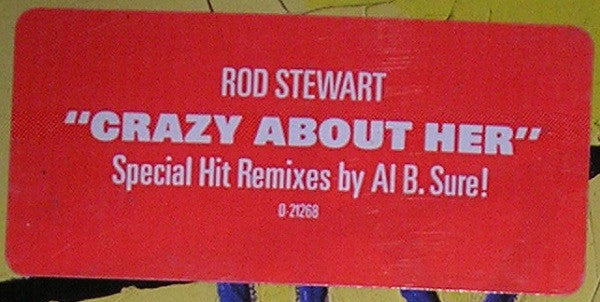 ROD STEWART
"CRAZY ABOUT HER"
Special Hit Remixes by Al B. Sure!
0-21268